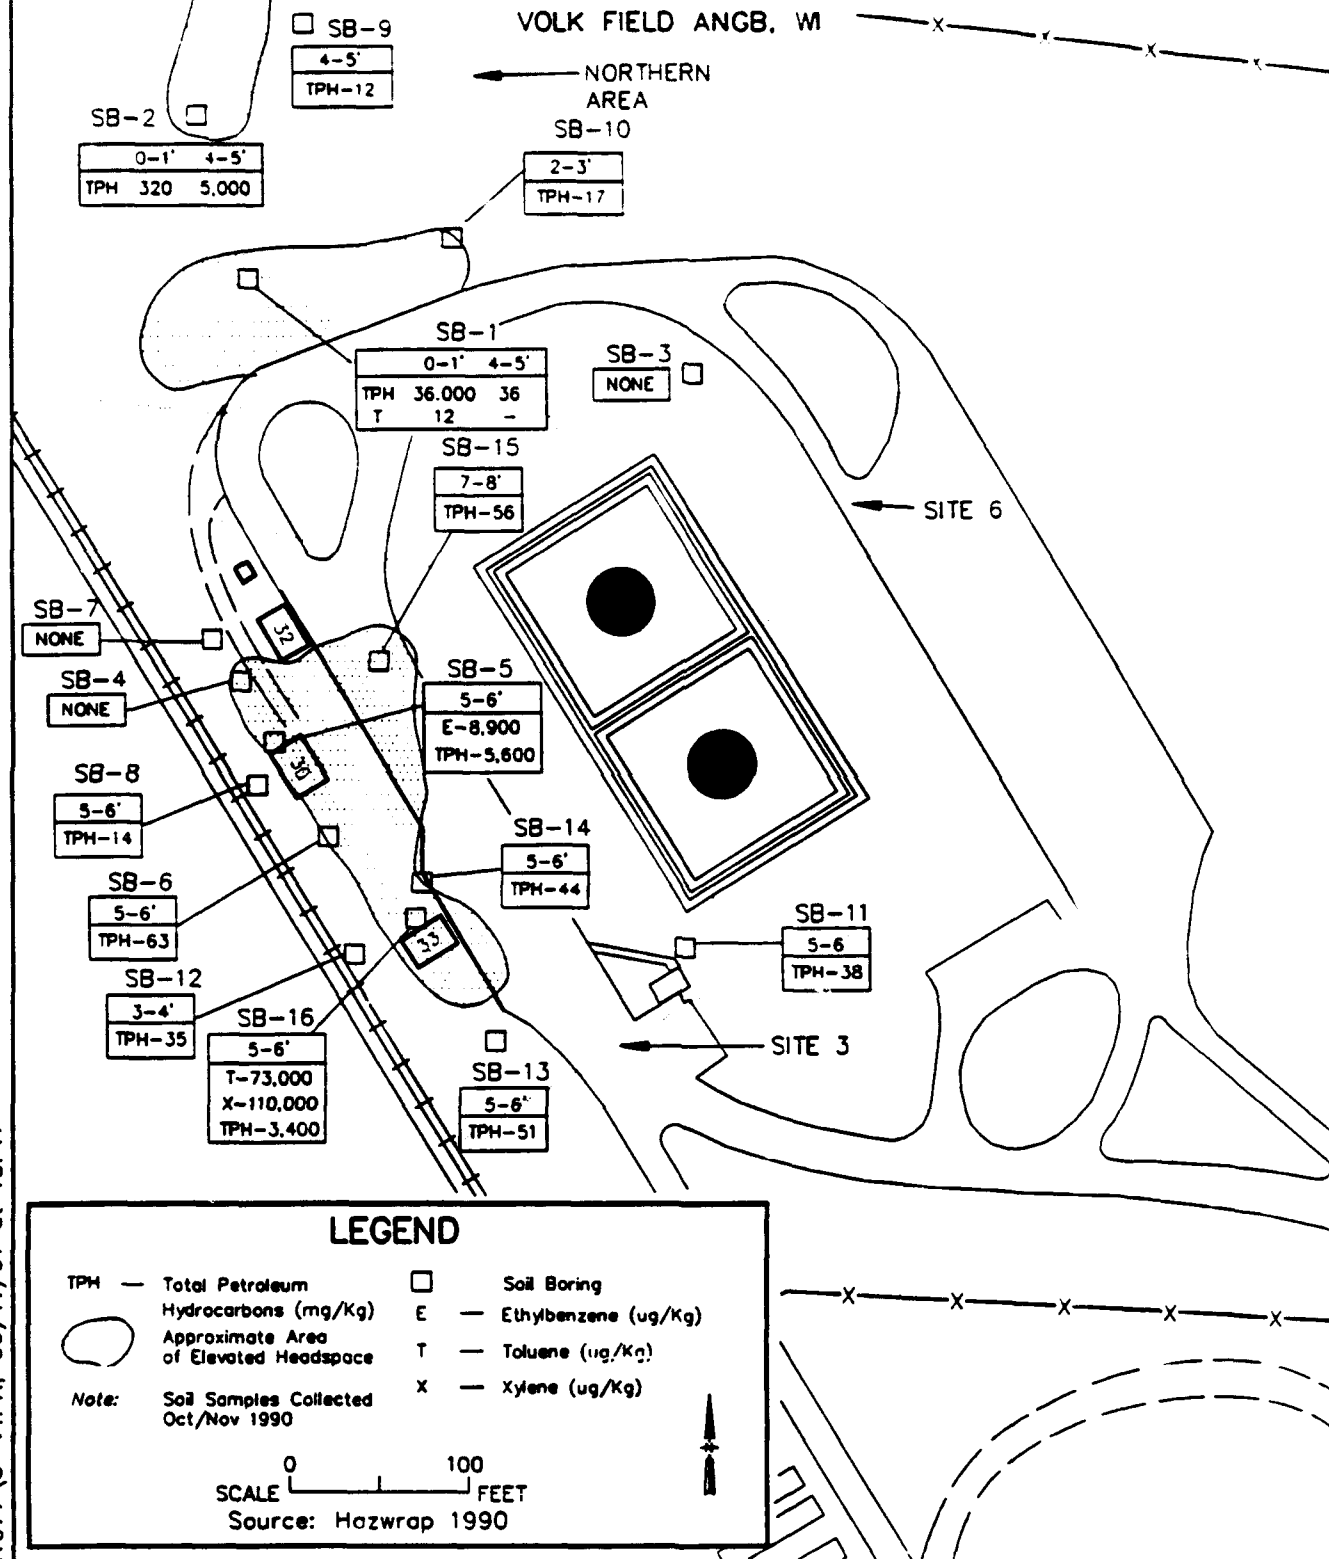 VOLK FIELD ANGB, WI
SB-9
4-5'
TPH-12
NORTHERN
AREA
SB-2
0-1' 4-5'
TPH 320 5,000
SB-10
2-3'
TPH-17
SB-1
0-1' 4-5'
TPH 36.000 36
T 12 -
SB-3
NONE
SB-15
7-8'
TPH-56
SITE 6
SB-7
NONE
32
SB-4
NONE
SB-5
5-6'
E-8,900
TPH-5,600
30
SB-8
5-6'
TPH-14
SB-14
5-6'
TPH-44
SB-6
5-6'
TPH-63
33
SB-11
5-6
TPH-38
SB-12
3-4'
TPH-35
SB-16
5-6'
T-73,000
X-110,000
TPH-3,400
SITE 3
SB-13
5-6'
TPH-51
LEGEND
TPH — Total Petroleum
Hydrocarbons (mg/Kg)
Approximate Area
of Elevated Headspace
Note: Soil Samples Collected
Oct/Nov 1990
Soil Boring
E — Ethylbenzene (ug/Kg)
T — Toluene (ug/Kg)
X — Xylene (ug/Kg)
0 100
SCALE FEET
Source: Hazwrap 1990